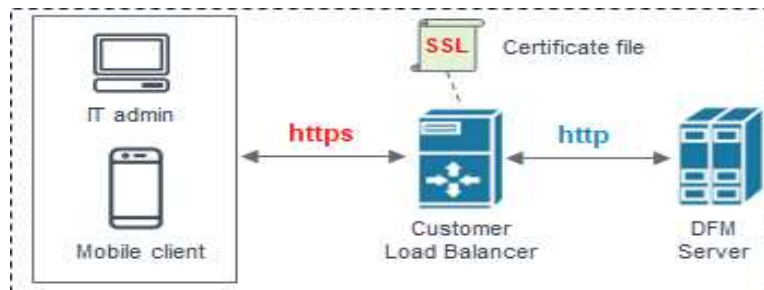 SSL
Certificate file
IT admin
https
http
Mobile client
Customer
Load Balancer
DFM
Server